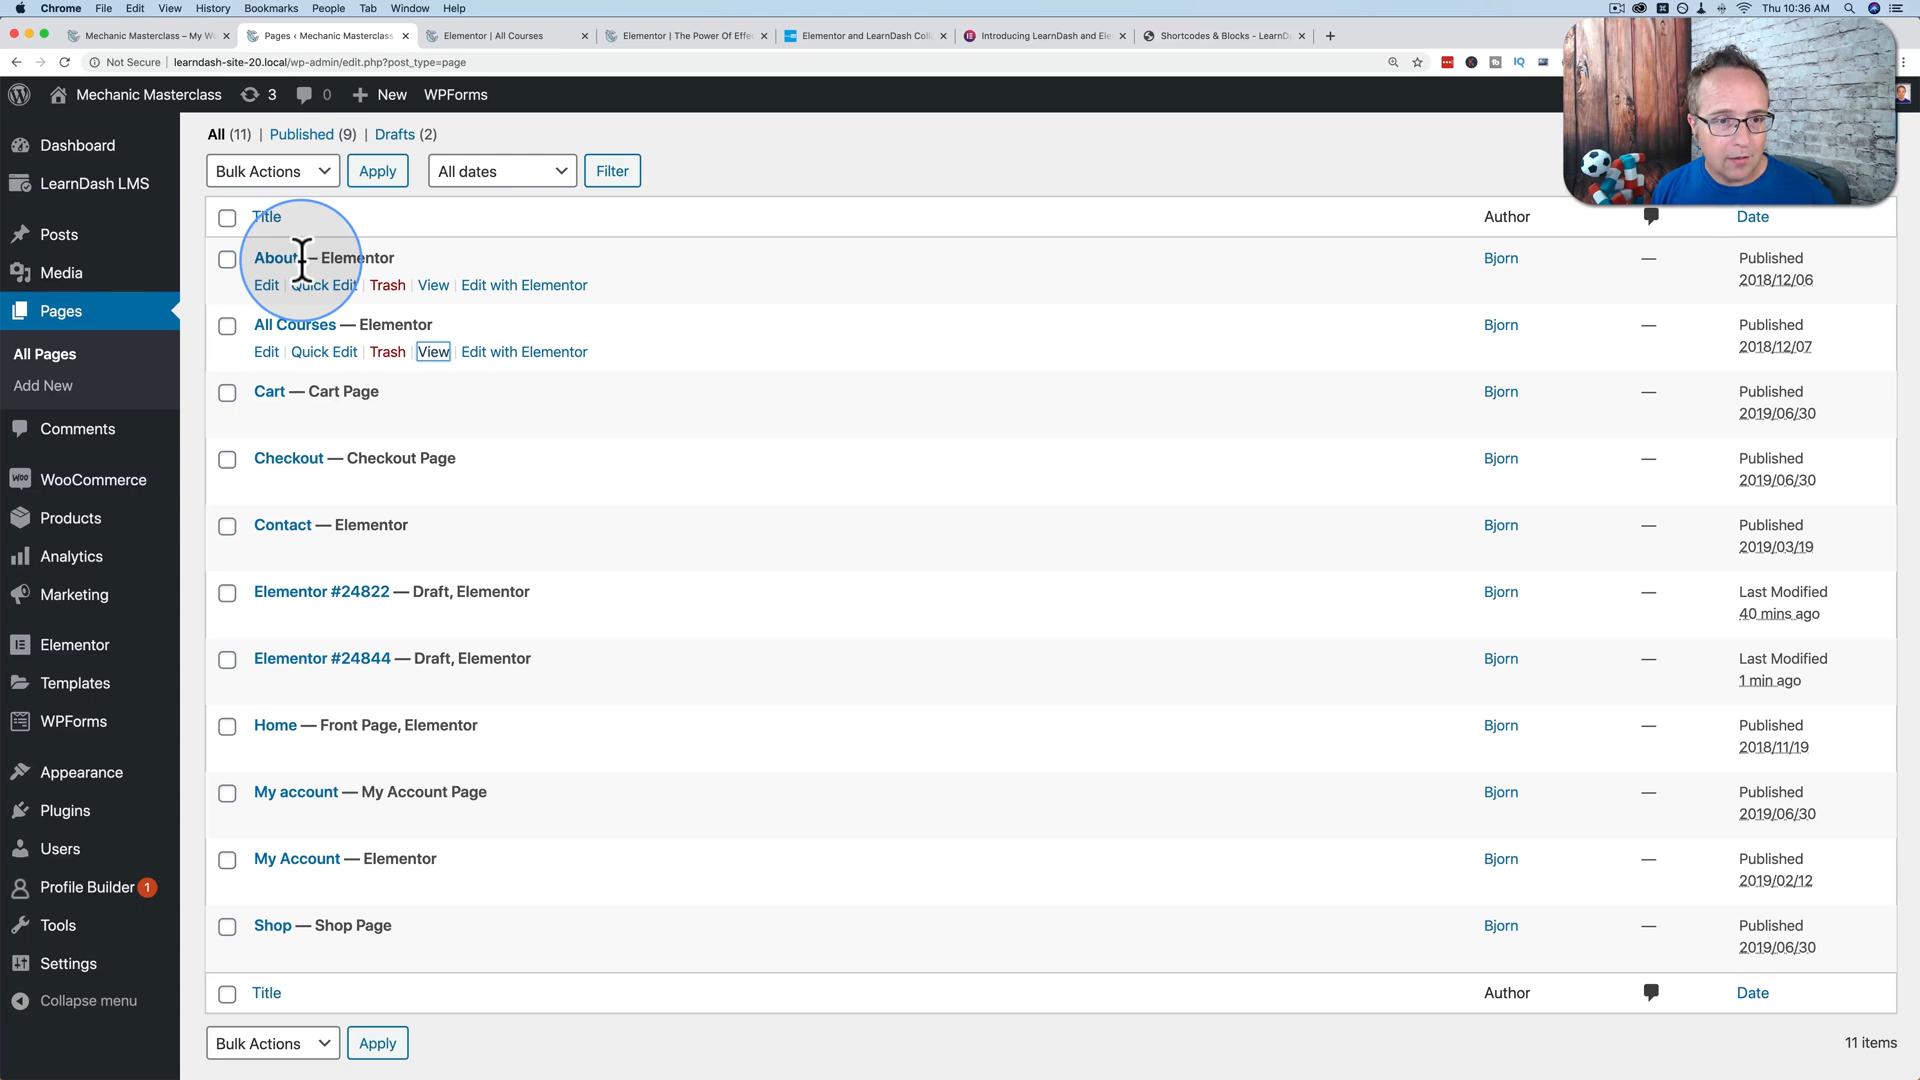 Chrome File Edit View History Bookmarks People Tab Window Help Thu 10:36 AM
Mechanic Masterclass – My Wo Pages ‹ Mechanic Masterclass Elementor | All Courses Elementor | The Power Of Effec Elementor and LearnDash Colla Introducing LearnDash and Ele Shortcodes & Blocks - LearnD
Not Secure | learndash-site-20.local/wp-admin/edit.php?post_type=page
Mechanic Masterclass 3 0 New WPForms
Dashboard
LearnDash LMS
Posts
Media
Pages
All Pages
Add New
Comments
WooCommerce
Products
Analytics
Marketing
Elementor
Templates
WPForms
Appearance
Plugins
Users
Profile Builder 1
Tools
Settings
Collapse menu
All (11) | Published (9) | Drafts (2)
Bulk Actions Apply All dates Filter
Title Author Date
About — Elementor Bjorn — Published
2018/12/06
Edit | Quick Edit | Trash | View | Edit with Elementor
All Courses — Elementor Bjorn — Published
2018/12/07
Edit | Quick Edit | Trash | View | Edit with Elementor
Cart — Cart Page Bjorn — Published
2019/06/30
Checkout — Checkout Page Bjorn — Published
2019/06/30
Contact — Elementor Bjorn — Published
2019/03/19
Elementor #24822 — Draft, Elementor Bjorn — Last Modified
40 mins ago
Elementor #24844 — Draft, Elementor Bjorn — Last Modified
1 min ago
Home — Front Page, Elementor Bjorn — Published
2018/11/19
My account — My Account Page Bjorn — Published
2019/06/30
My Account — Elementor Bjorn — Published
2019/02/12
Shop — Shop Page Bjorn — Published
2019/06/30
Title Author Date
Bulk Actions Apply 11 items